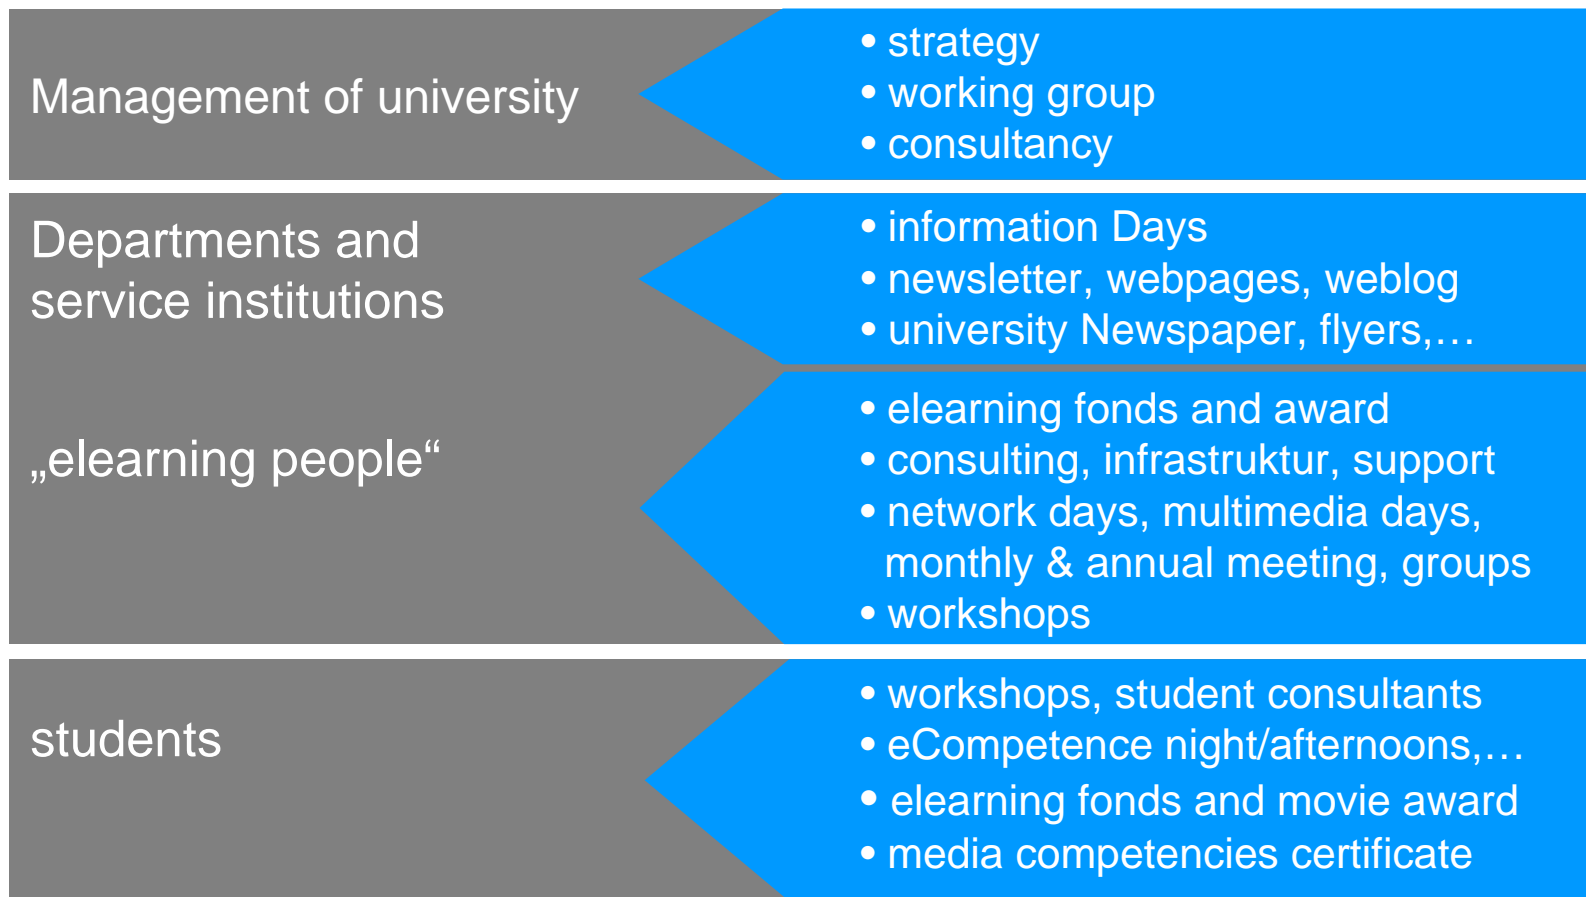 Management of university
• strategy
• working group
• consultancy
Departments and
service institutions
• information Days
• newsletter, webpages, weblog
• university Newspaper, flyers,…
„elearning people“
• elearning fonds and award
• consulting, infrastruktur, support
• network days, multimedia days,
monthly & annual meeting, groups
• workshops
students
• workshops, student consultants
• eCompetence night/afternoons,…
• elearning fonds and movie award
• media competencies certificate